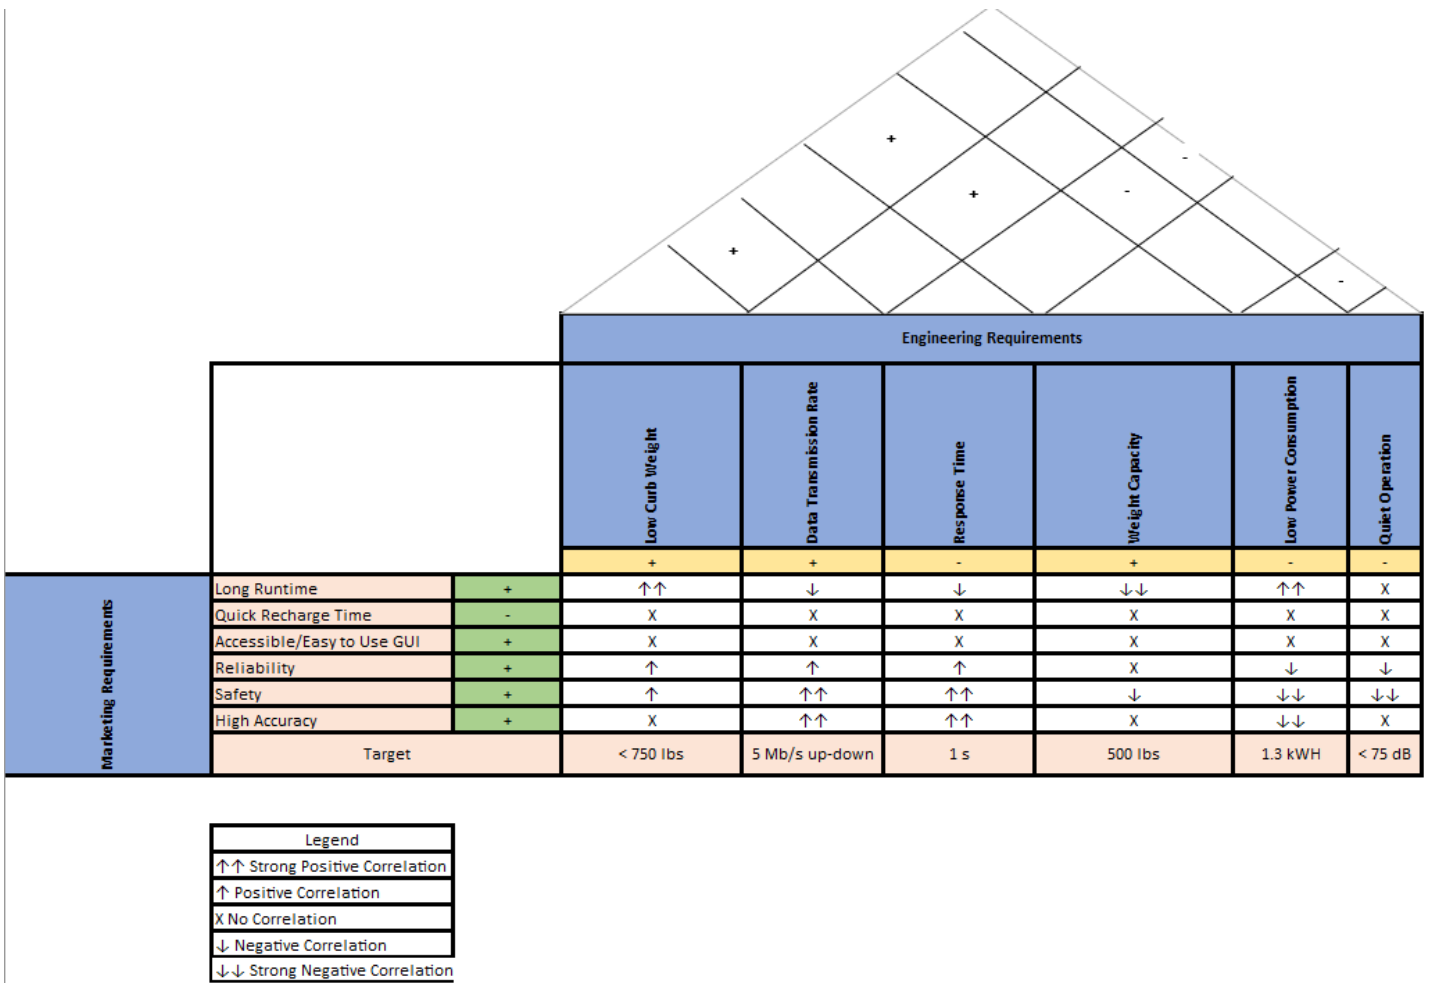 +
-
+
-
+
-
Engineering Requirements
Low Curb Weight
Data Transmission Rate
Response Time
Weight Capacity
Low Power Consumption
Quiet Operation
+ + - + - -
Marketing Requirements
Long Runtime + ↑↑ ↓ ↓ ↓↓ ↑↑ X
Quick Recharge Time - X X X X X X
Accessible/Easy to Use GUI + X X X X X X
Reliability + ↑ ↑ ↑ X ↓ ↓
Safety + ↑ ↑↑ ↑↑ ↓ ↓↓ ↓↓
High Accuracy + X ↑↑ ↑↑ X ↓↓ X
Target < 750 lbs 5 Mb/s up-down 1 s 500 lbs 1.3 kWH < 75 dB
Legend
↑↑ Strong Positive Correlation
↑ Positive Correlation
X No Correlation
↓ Negative Correlation
↓↓ Strong Negative Correlation